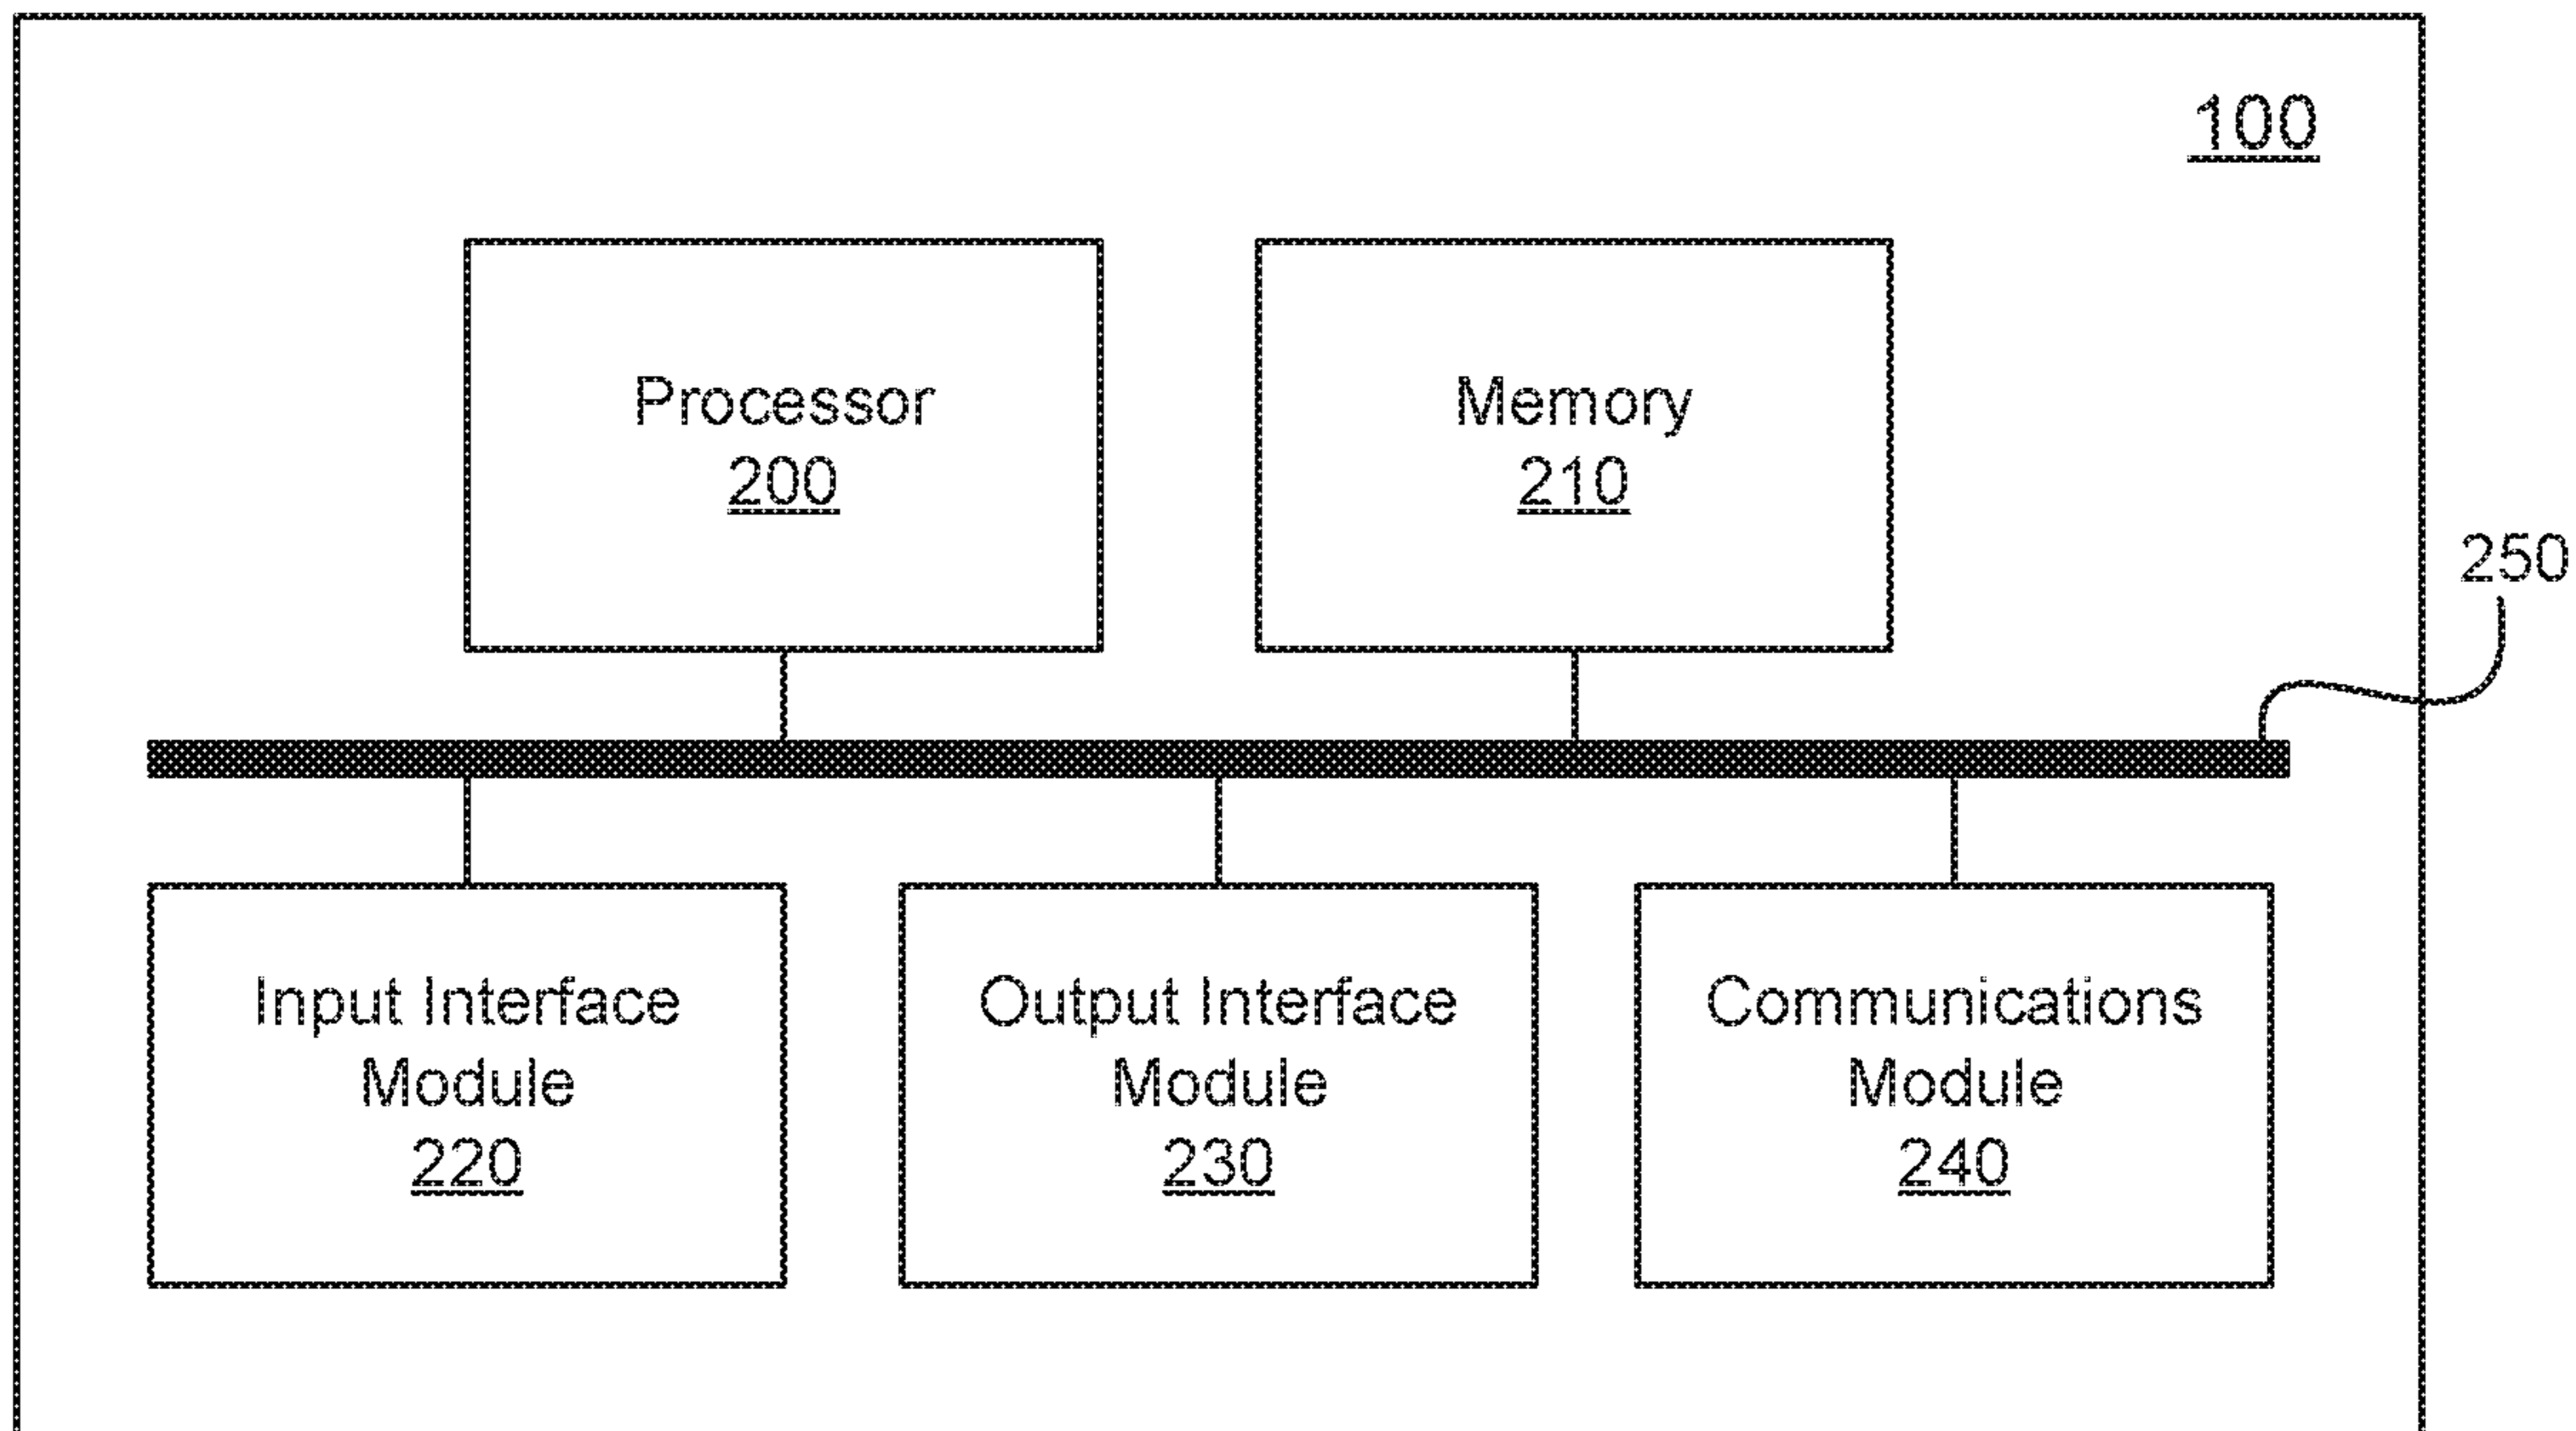 100
Processor
200
Memory
210
250
Input Interface
Module
220
Output Interface
Module
230
Communications
Module
240